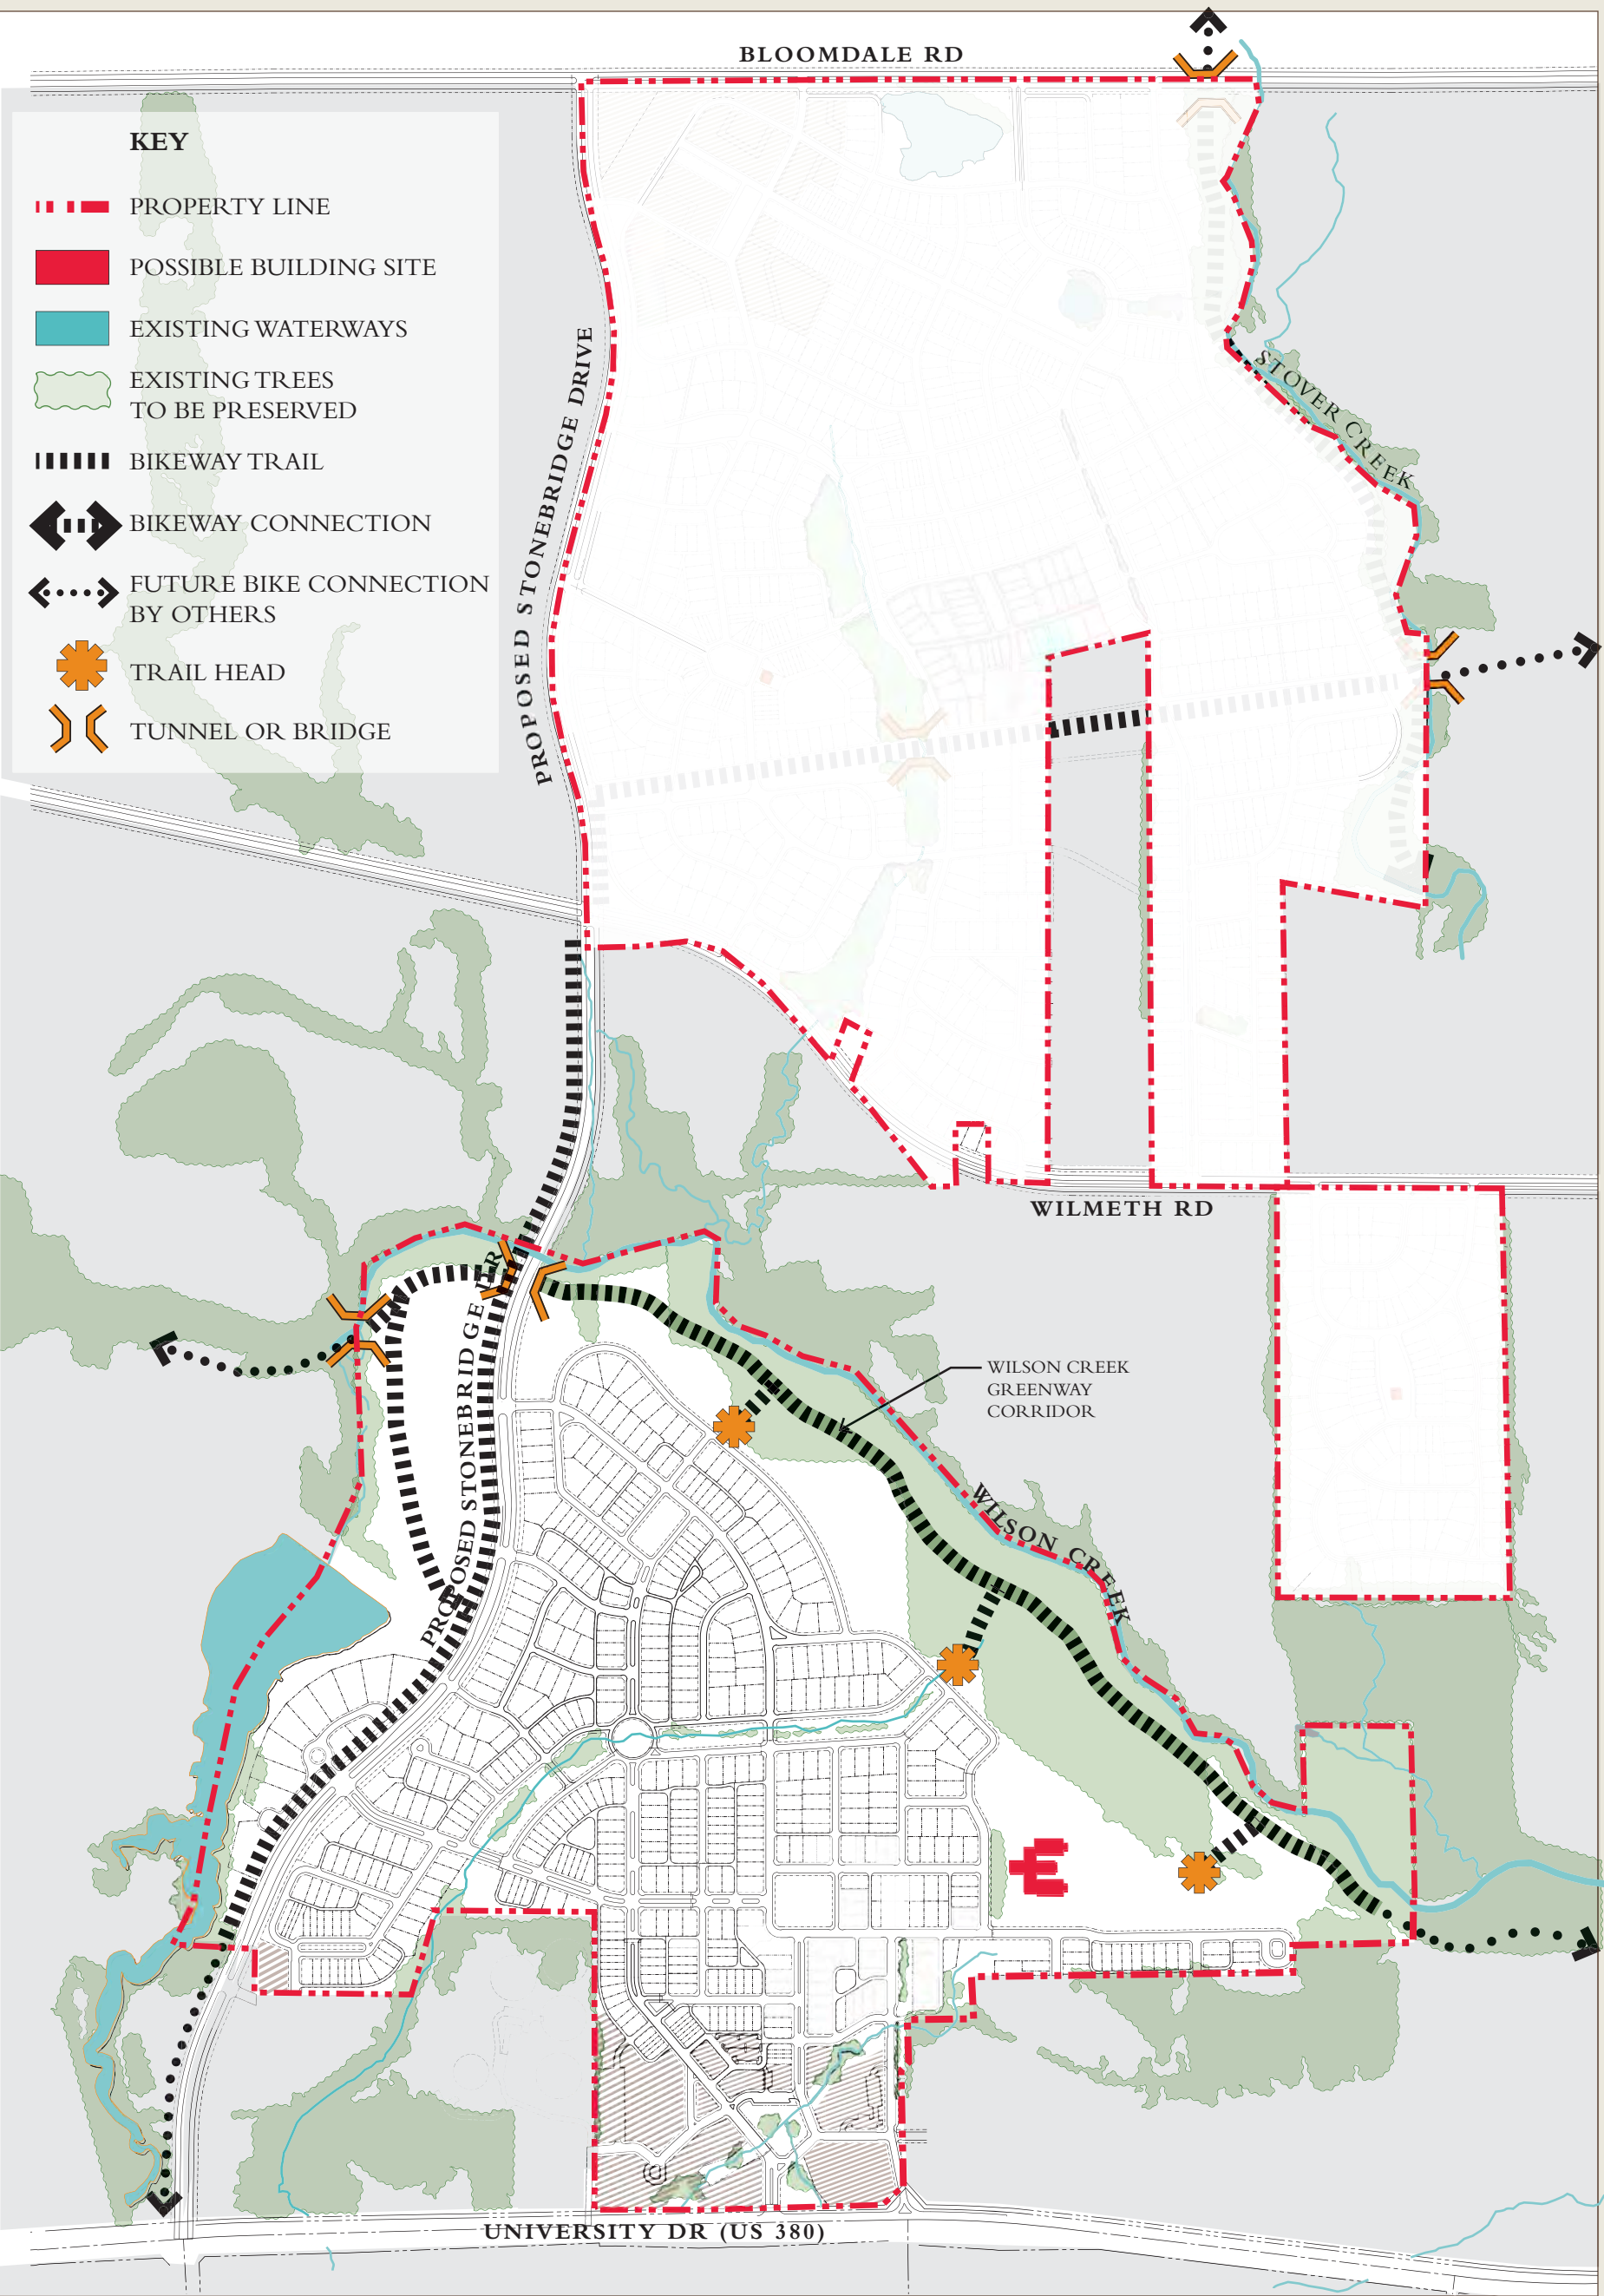 BLOOMDALE RD
KEY
PROPERTY LINE
POSSIBLE BUILDING SITE
EXISTING WATERWAYS
EXISTING TREES
TO BE PRESERVED
BIKEWAY TRAIL
BIKEWAY CONNECTION
FUTURE BIKE CONNECTION
BY OTHERS
TRAIL HEAD
TUNNEL OR BRIDGE
PROPOSED STONEBRIDGE DRIVE
STOVER CREEK
WILMETH RD
PROPOSED STONEBRIDGE DR
WILSON CREEK
GREENWAY
CORRIDOR
WILSON CREEK
UNIVERSITY DR (US 380)